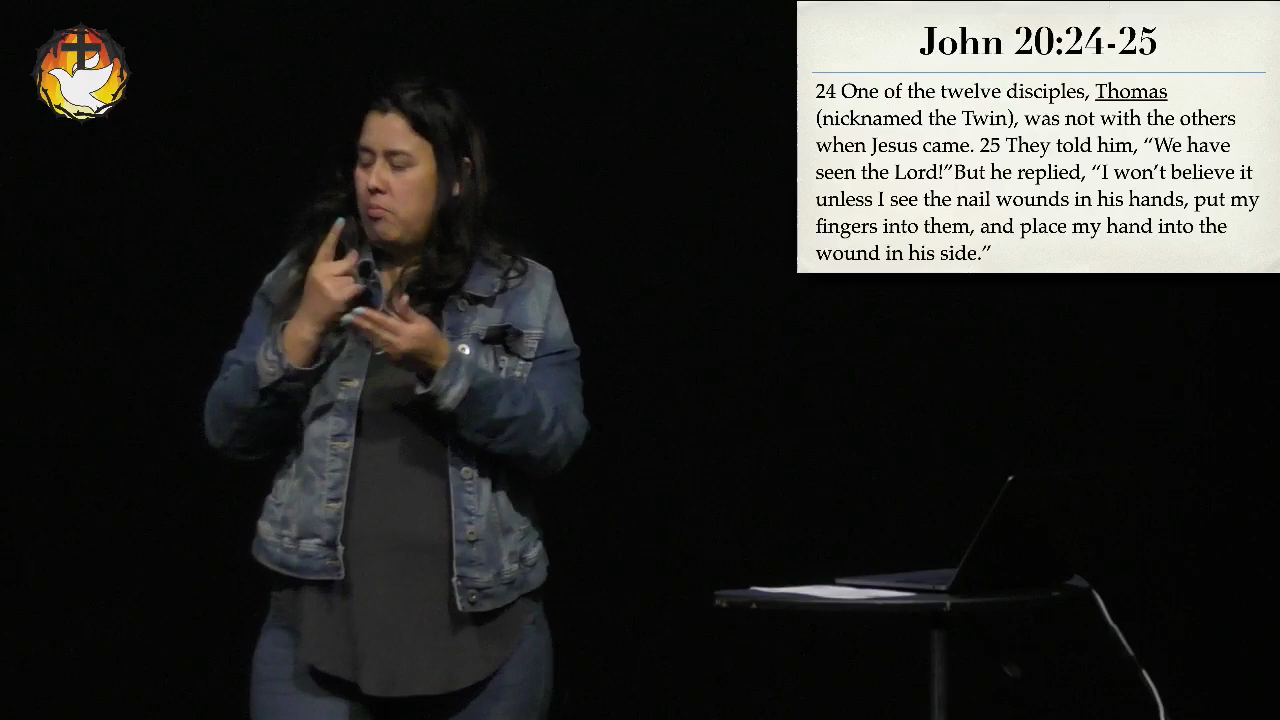 John 20:24-25
24 One of the twelve disciples, Thomas
(nicknamed the Twin), was not with the others
when Jesus came. 25 They told him, “We have
seen the Lord!”But he replied, “I won’t believe it
unless I see the nail wounds in his hands, put my
fingers into them, and place my hand into the
wound in his side.”